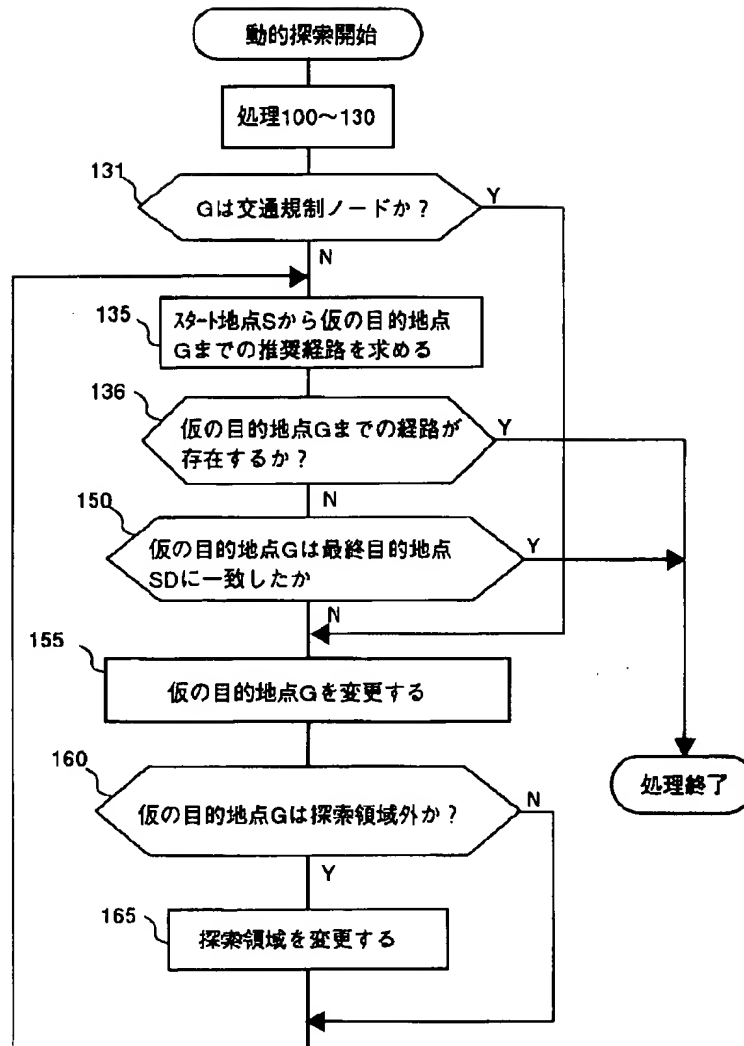 動的探索開始
処理100～130
131
Gは交通規制ノードか？
Y
N
135
ｽﾀｰﾄ地点Sから仮の目的地点
Gまでの推奨経路を求める
136
仮の目的地点Gまでの経路が
存在するか？
Y
N
150
仮の目的地点Gは最終目的地点
SDに一致したか
Y
N
155
仮の目的地点Gを変更する
160
仮の目的地点Gは探索領域外か？
N
処理終了
Y
165
探索領域を変更する